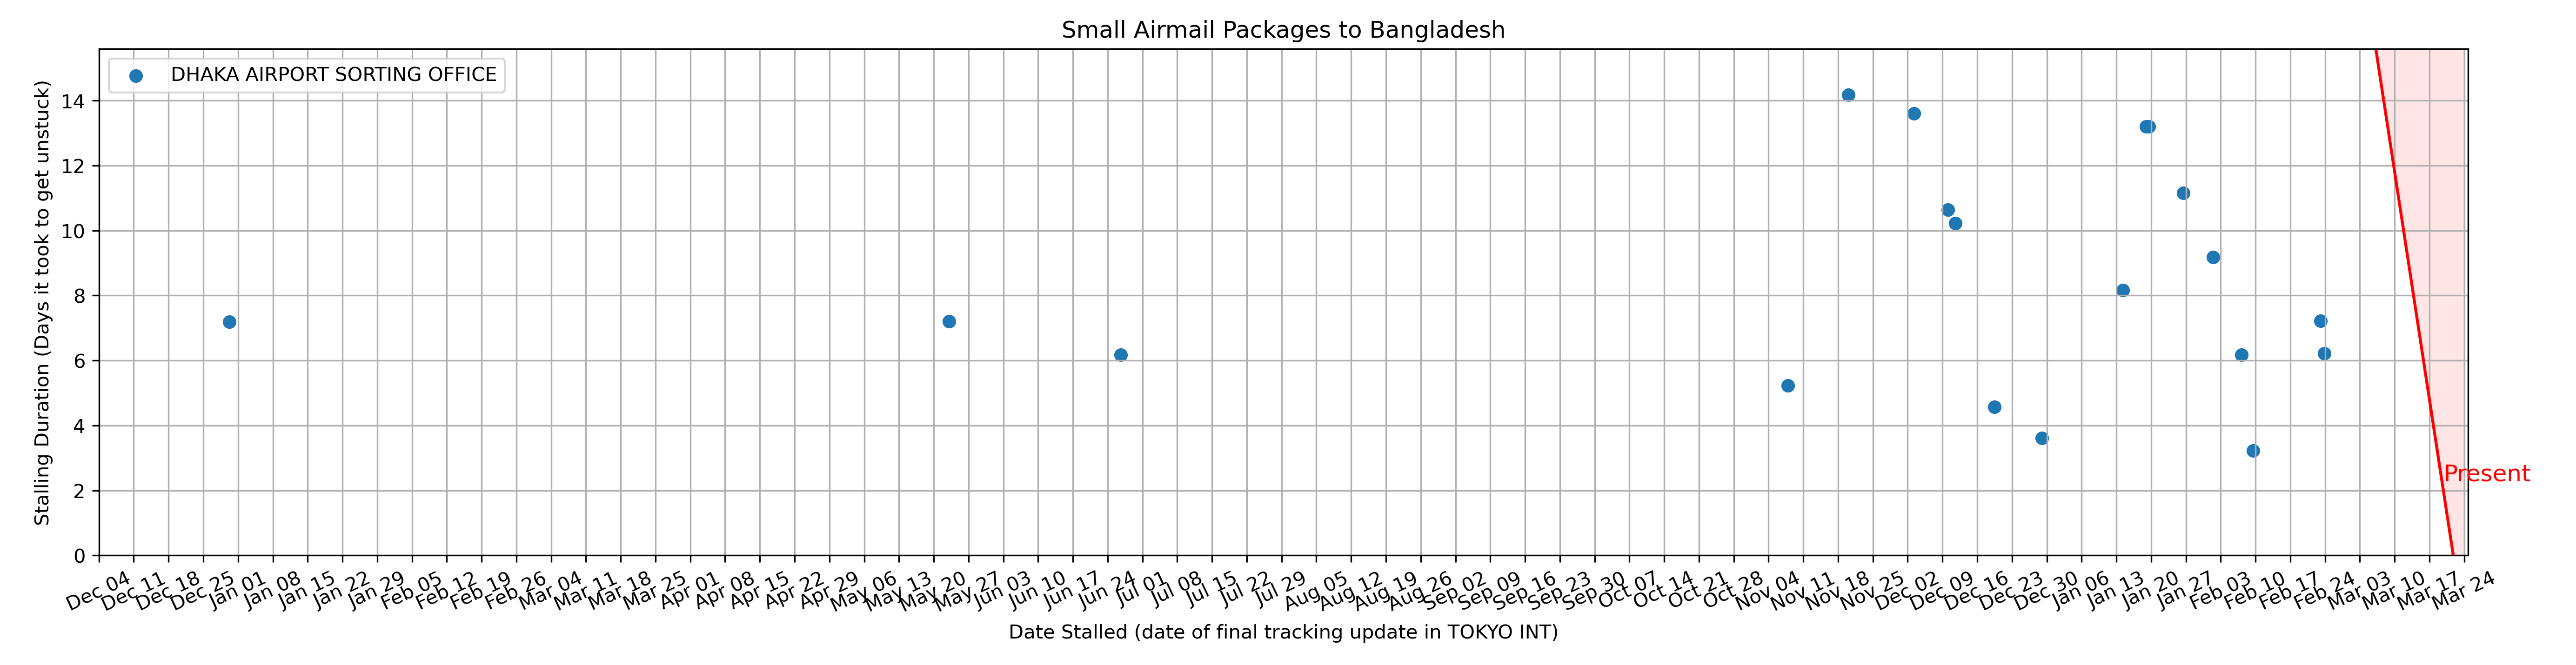 Small Airmail Packages to Bangladesh
DHAKA AIRPORT SORTING OFFICE
Stalling Duration (Days it took to get unstuck)
14
12
10
8
6
4
2
0
Present
Dec 04 Dec 11 Dec 18 Dec 25 Jan 01 Jan 08 Jan 15 Jan 22 Jan 29 Feb 05 Feb 12 Feb 19 Feb 26 Mar 04 Mar 11 Mar 18 Mar 25 Apr 01 Apr 08 Apr 15 Apr 22 Apr 29 May 06 May 13 May 20 May 27 Jun 03 Jun 10 Jun 17 Jun 24 Jul 01 Jul 08 Jul 15 Jul 22 Jul 29 Aug 05 Aug 12 Aug 19 Aug 26 Sep 02 Sep 09 Sep 16 Sep 23 Sep 30 Oct 07 Oct 14 Oct 21 Oct 28 Nov 04 Nov 11 Nov 18 Nov 25 Dec 02 Dec 09 Dec 16 Dec 23 Dec 30 Jan 06 Jan 13 Jan 20 Jan 27 Feb 03 Feb 10 Feb 17 Feb 24 Mar 03 Mar 10 Mar 17 Mar 24
Date Stalled (date of final tracking update in TOKYO INT)